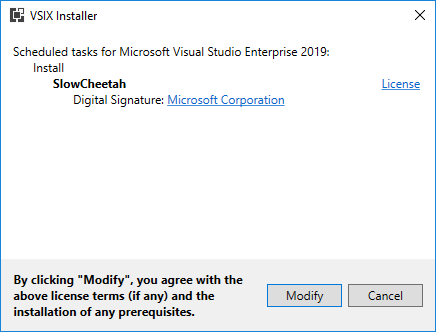 VSIX Installer
Scheduled tasks for Microsoft Visual Studio Enterprise 2019:
Install
SlowCheetah License
Digital Signature: Microsoft Corporation
By clicking "Modify", you agree with the
above license terms (if any) and the
installation of any prerequisites.
Modify Cancel